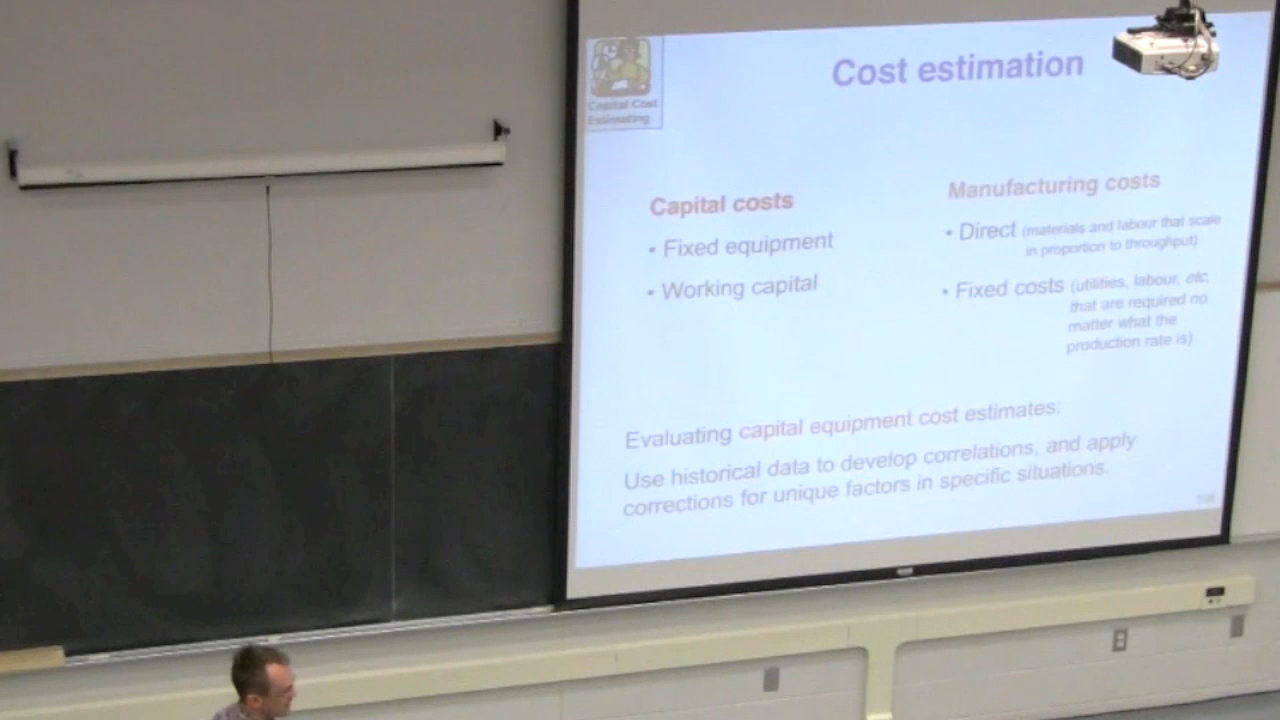 Capital Cost
Estimating
Cost estimation
Capital costs
• Fixed equipment
• Working capital
Manufacturing costs
• Direct (materials and labour that scale
in proportion to throughput)
• Fixed costs (utilities, labour, etc,
that are required no
matter what the
production rate is)
Evaluating capital equipment cost estimates:
Use historical data to develop correlations, and apply
corrections for unique factors in specific situations.